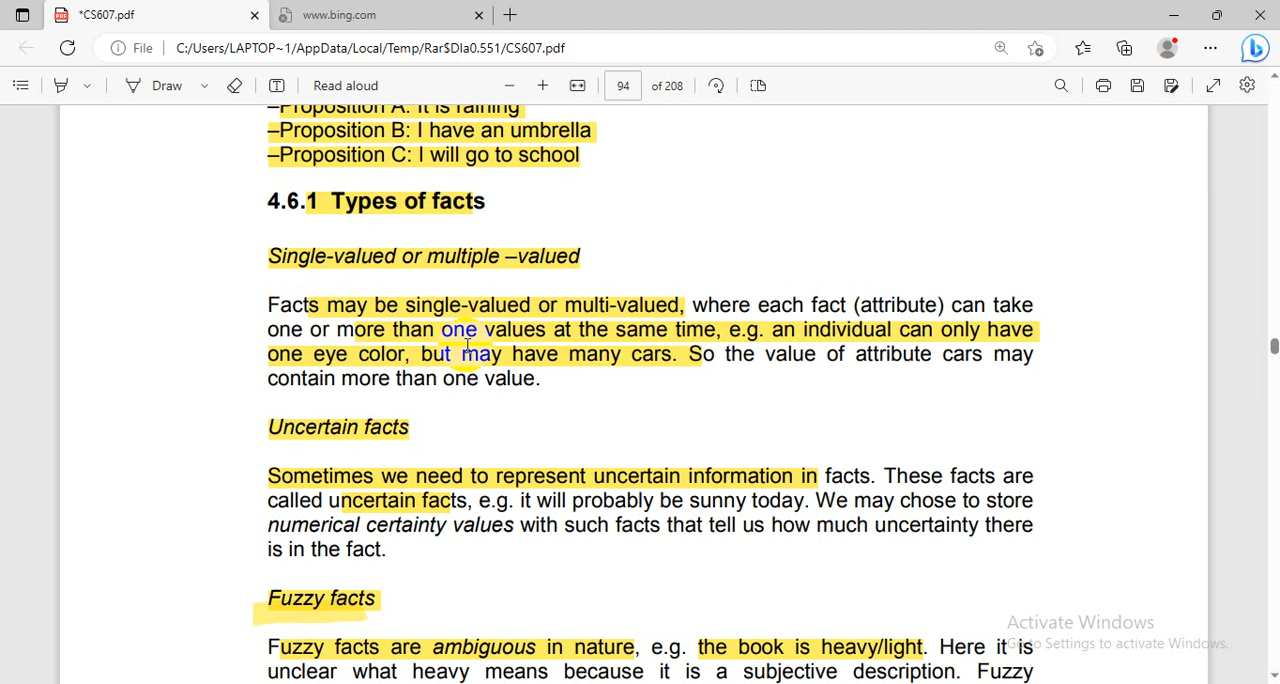 *CS607.pdf
www.bing.com
File C:/Users/LAPTOP~1/AppData/Local/Temp/Rar$DIa0.551/CS607.pdf
Draw Read aloud 94 of 208
–Proposition A: It is raining
–Proposition B: I have an umbrella
–Proposition C: I will go to school
4.6.1 Types of facts
Single-valued or multiple –valued
Facts may be single-valued or multi-valued, where each fact (attribute) can take
one or more than one values at the same time, e.g. an individual can only have
one eye color, but may have many cars. So the value of attribute cars may
contain more than one value.
Uncertain facts
Sometimes we need to represent uncertain information in facts. These facts are
called uncertain facts, e.g. it will probably be sunny today. We may chose to store
numerical certainty values with such facts that tell us how much uncertainty there
is in the fact.
Fuzzy facts
Fuzzy facts are ambiguous in nature, e.g. the book is heavy/light. Here it is
unclear what heavy means because it is a subjective description. Fuzzy
Activate Windows
Go to Settings to activate Windows.